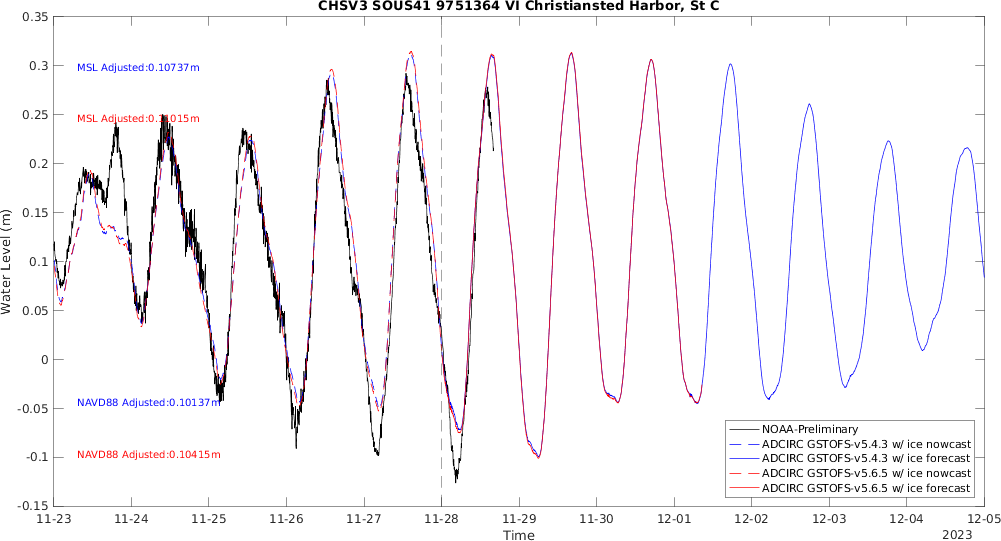 CHSV3 SOUS41 9751364 VI Christiansted Harbor, St C
0.35
0.3
0.25
0.2
0.15
0.1
0.05
0
-0.05
-0.1
-0.15
Water Level (m)
MSL Adjusted:0.10737m
MSL Adjusted:0.11015m
NAVD88 Adjusted:0.10137m
NAVD88 Adjusted:0.10415m
NOAA-Preliminary
ADCIRC GSTOFS-v5.4.3 w/ ice nowcast
ADCIRC GSTOFS-v5.4.3 w/ ice forecast
ADCIRC GSTOFS-v5.6.5 w/ ice nowcast
ADCIRC GSTOFS-v5.6.5 w/ ice forecast
11-23 11-24 11-25 11-26 11-27 11-28 11-29 11-30 12-01 12-02 12-03 12-04 12-05
Time
2023